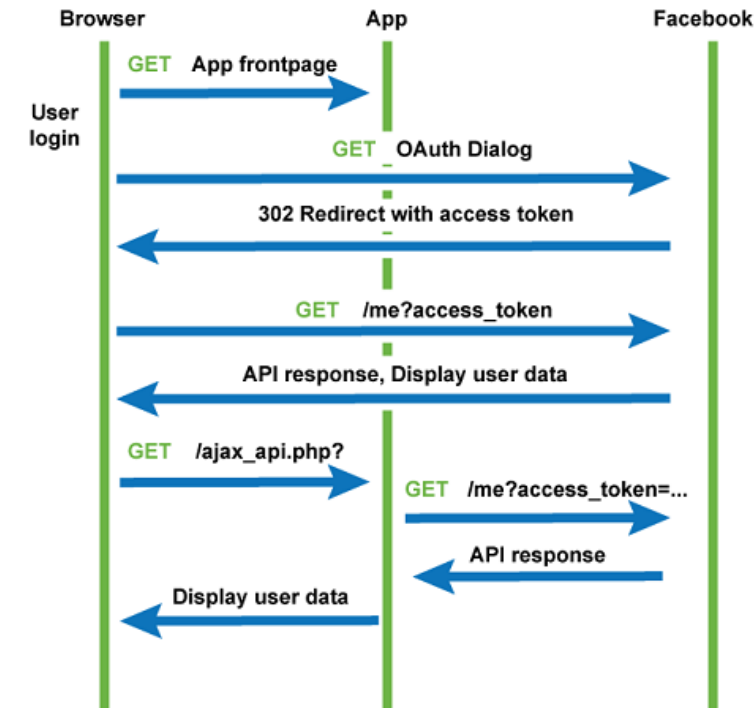 Browser
App
Facebook
GET App frontpage
User
login
GET OAuth Dialog
302 Redirect with access token
GET /me?access_token
API response, Display user data
GET /ajax_api.php?
GET /me?access_token=...
API response
Display user data